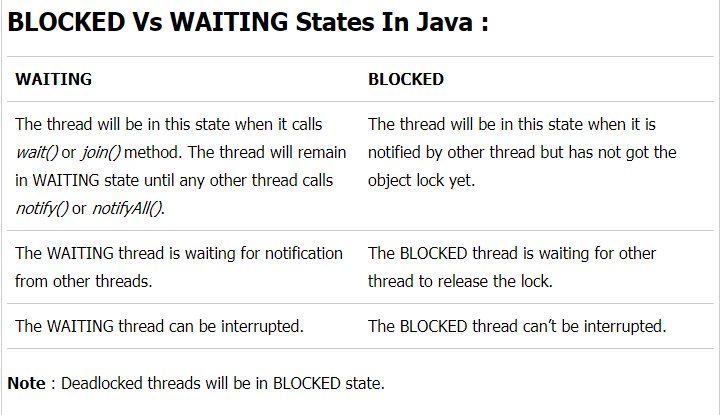 BLOCKED Vs WAITING States In Java :
WAITING
BLOCKED
The thread will be in this state when it calls
wait() or join() method. The thread will remain
in WAITING state until any other thread calls
notify() or notifyAll().
The thread will be in this state when it is
notified by other thread but has not got the
object lock yet.
The WAITING thread is waiting for notification
from other threads.
The BLOCKED thread is waiting for other
thread to release the lock.
The WAITING thread can be interrupted.
The BLOCKED thread can’t be interrupted.
Note : Deadlocked threads will be in BLOCKED state.